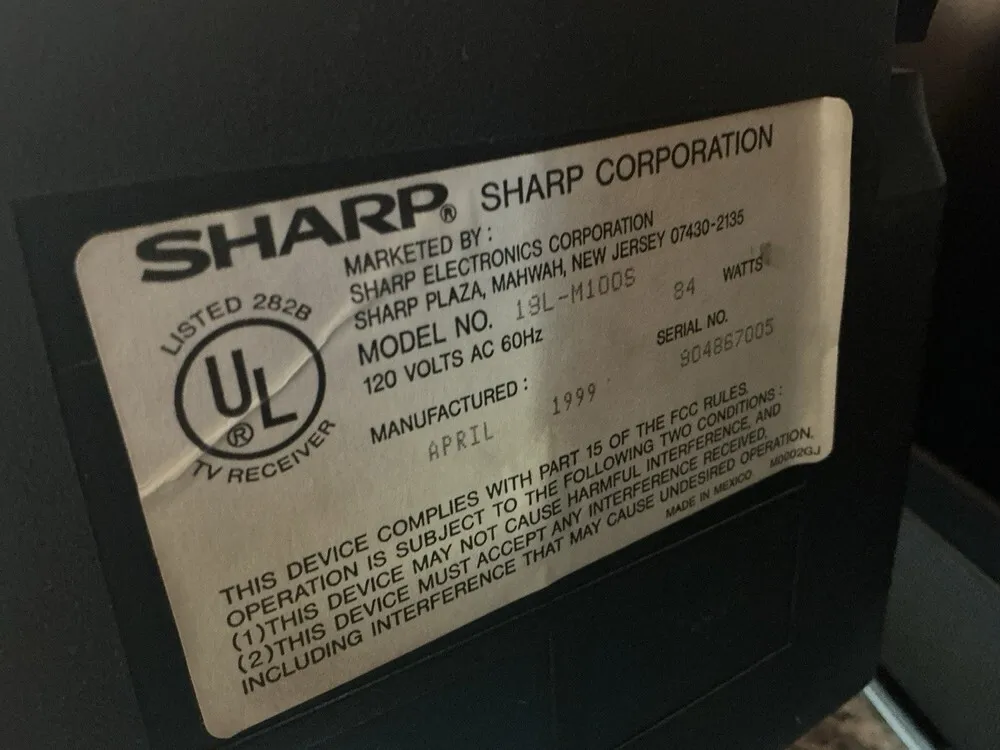 SHARP® SHARP CORPORATION
MARKETED BY :
SHARP ELECTRONICS CORPORATION
SHARP PLAZA, MAHWAH, NEW JERSEY 07430-2135
MODEL NO. 19L-M100S 84 WATTS
120 VOLTS AC 60Hz
SERIAL NO.
904867005
MANUFACTURED :
APRIL 1999
LISTED 282B
UL®
TV RECEIVER
THIS DEVICE COMPLIES WITH PART 15 OF THE FCC RULES.
OPERATION IS SUBJECT TO THE FOLLOWING TWO CONDITIONS :
(1)THIS DEVICE MAY NOT CAUSE HARMFUL INTERFERENCE, AND
(2)THIS DEVICE MUST ACCEPT ANY INTERFERENCE RECEIVED,
INCLUDING INTERFERENCE THAT MAY CAUSE UNDESIRED OPERATION.
MADE IN MEXICO M0002GJ